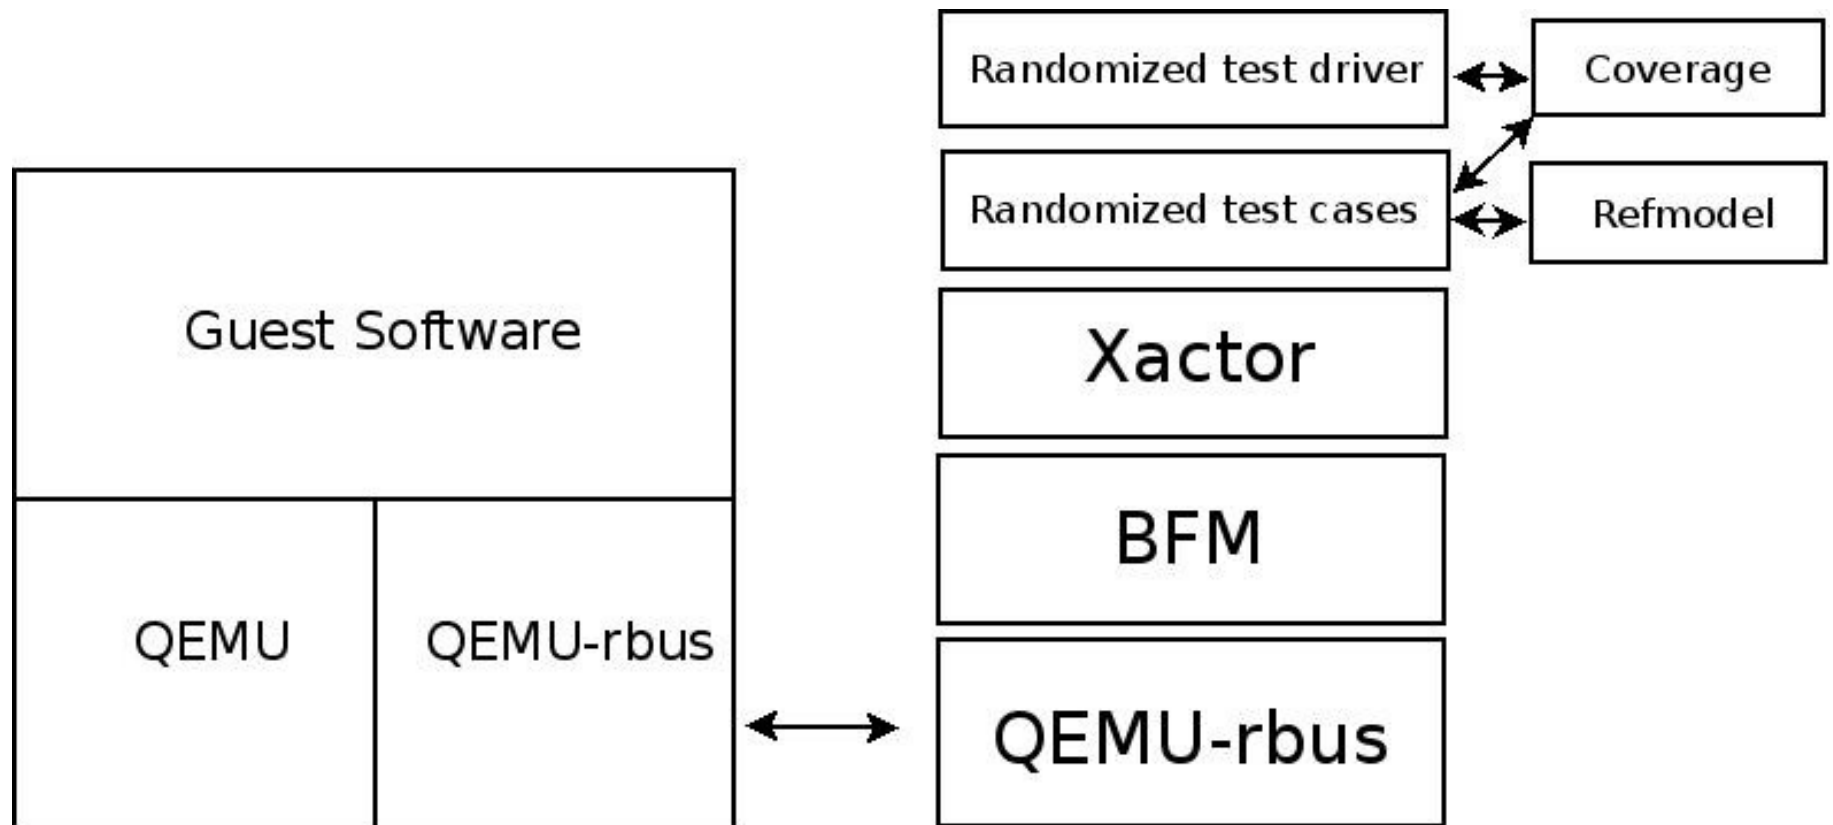 Randomized test driver
Coverage
Randomized test cases
Refmodel
Guest Software
Xactor
BFM
QEMU
QEMU-rbus
QEMU-rbus